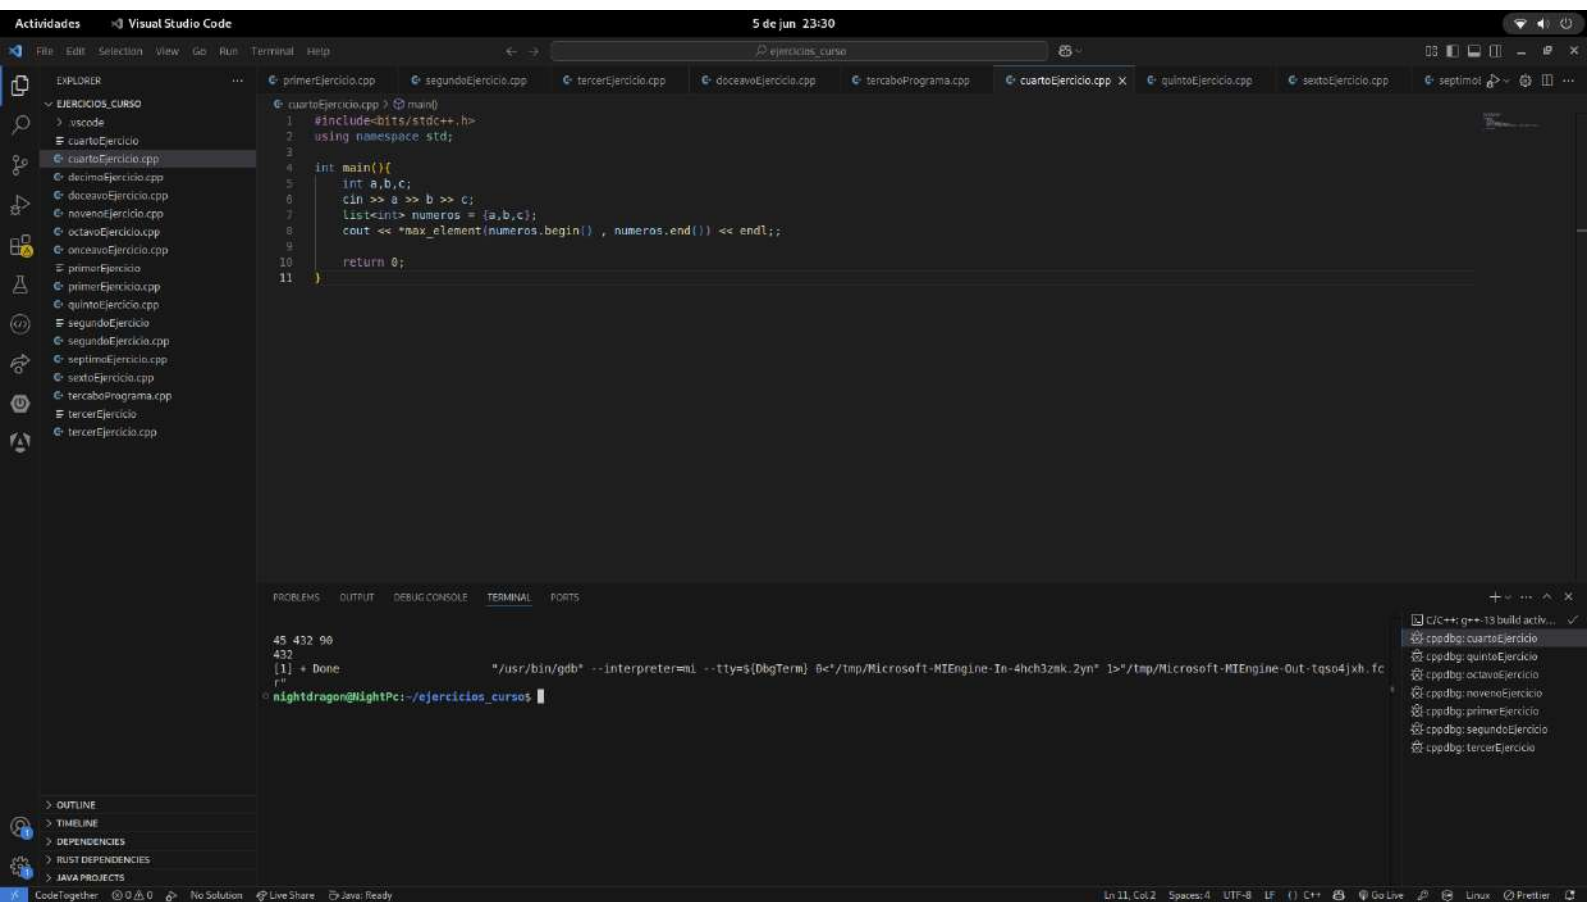 Actividades Visual Studio Code 5 de jun 23:30
File Edit Selection View Go Run Terminal Help ejercicios_curso
EXPLORER
EJERCICIOS_CURSO
.vscode
cuartoEjercicio
cuartoEjercicio.cpp
decimoEjercicio.cpp
doceavoEjercicio.cpp
novenoEjercicio.cpp
octavoEjercicio.cpp
onceavoEjercicio.cpp
primerEjercicio
primerEjercicio.cpp
quintoEjercicio.cpp
segundoEjercicio
segundoEjercicio.cpp
septimoEjercicio.cpp
sextoEjercicio.cpp
tercaboPrograma.cpp
tercerEjercicio
tercerEjercicio.cpp
OUTLINE
TIMELINE
DEPENDENCIES
RUST DEPENDENCIES
JAVA PROJECTS
primerEjercicio.cpp segundoEjercicio.cpp tercerEjercicio.cpp doceavoEjercicio.cpp tercaboPrograma.cpp cuartoEjercicio.cpp X quintoEjercicio.cpp sextoEjercicio.cpp septimoE
cuartoEjercicio.cpp > main()
1 #include<bits/stdc++.h>
2 using namespace std;
3
4 int main(){
5 int a,b,c;
6 cin >> a >> b >> c;
7 list<int> numeros = {a,b,c};
8 cout << *max_element(numeros.begin() , numeros.end()) << endl;;
9
10 return 0;
11 }
PROBLEMS OUTPUT DEBUG CONSOLE TERMINAL PORTS
45 432 90
432
[1] + Done "/usr/bin/gdb" --interpreter=mi --tty=${DbgTerm} 0<"/tmp/Microsoft-MIEngine-In-4hch3zmk.2yn" 1>"/tmp/Microsoft-MIEngine-Out-tqso4jxh.fc
r"
nightdragon@NightPc:~/ejercicios_curso$
C/C++: g++-13 build activ...
cppdbg: cuartoEjercicio
cppdbg: quintoEjercicio
cppdbg: octavoEjercicio
cppdbg: novenoEjercicio
cppdbg: primerEjercicio
cppdbg: segundoEjercicio
cppdbg: tercerEjercicio
CodeTogether 0 0 No Solution Live Share Java: Ready Ln 11, Col 2 Spaces: 4 UTF-8 LF {} C++ Go Live Linux Prettier